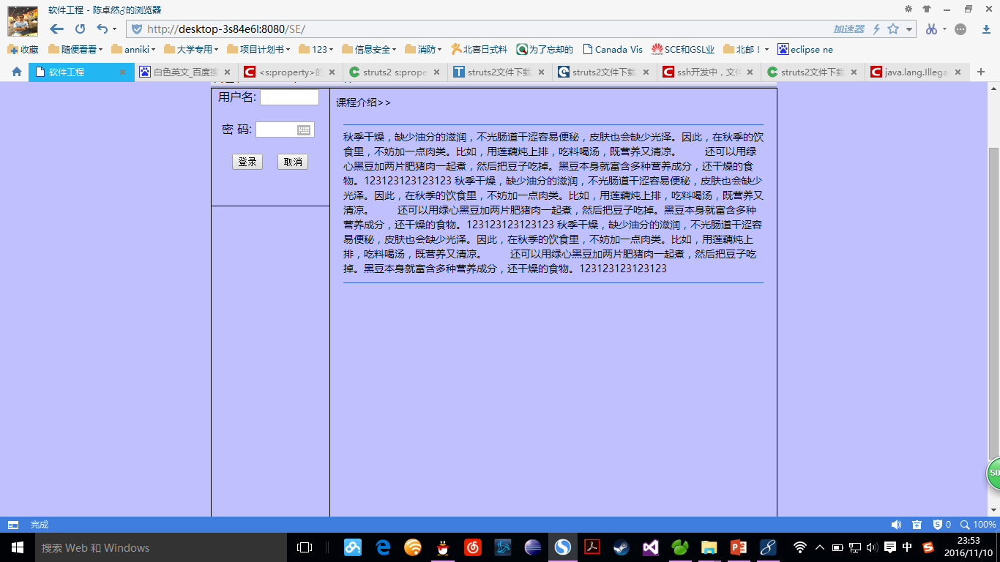 软件工程 - 陈卓然♂的浏览器
http://desktop-3s84e6l:8080/SE/
加速器
收藏 随便看看 anniki 大学专用 项目计划书 123 信息安全 消防 北喜日式料 为了忘却的 Canada Vis SCE和GSL业 北邮！ eclipse ne
软件工程 白色英文_百度搜 <s:property>的 struts2 s:prope struts2文件下载 struts2文件下载 ssh开发中，文件 struts2文件下载 java.lang.Illega
用户名:
密 码:
登录 取消
课程介绍>>
秋季干燥，缺少油分的滋润，不光肠道干涩容易便秘，皮肤也会缺少光泽。因此，在秋季的饮
食里，不妨加一点肉类。比如，用莲藕炖上排，吃料喝汤，既营养又清凉。 还可以用绿
心黑豆加两片肥猪肉一起煮，然后把豆子吃掉。黑豆本身就富含多种营养成分，还干燥的食
物。123123123123123 秋季干燥，缺少油分的滋润，不光肠道干涩容易便秘，皮肤也会缺少
光泽。因此，在秋季的饮食里，不妨加一点肉类。比如，用莲藕炖上排，吃料喝汤，既营养又
清凉。 还可以用绿心黑豆加两片肥猪肉一起煮，然后把豆子吃掉。黑豆本身就富含多种
营养成分，还干燥的食物。123123123123123 秋季干燥，缺少油分的滋润，不光肠道干涩容
易便秘，皮肤也会缺少光泽。因此，在秋季的饮食里，不妨加一点肉类。比如，用莲藕炖上
排，吃料喝汤，既营养又清凉。 还可以用绿心黑豆加两片肥猪肉一起煮，然后把豆子吃
掉。黑豆本身就富含多种营养成分，还干燥的食物。123123123123123
50
完成
0 100%
搜索 Web 和 Windows
中
23:53
2016/11/10